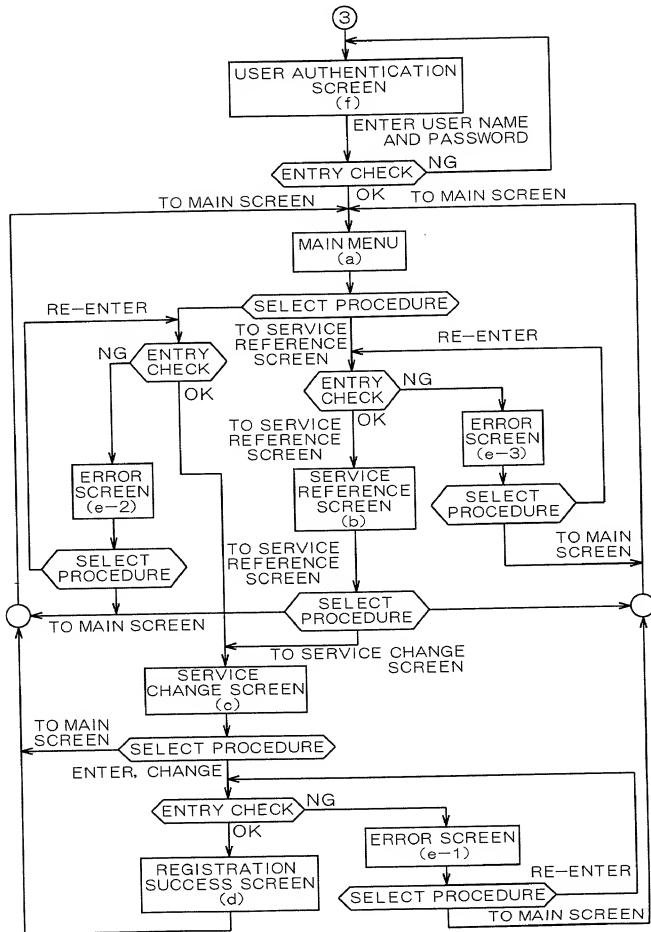 3
USER AUTHENTICATION
SCREEN
(f)
ENTER USER NAME
AND PASSWORD
ENTRY CHECK
NG
OK
TO MAIN SCREEN
TO MAIN SCREEN
MAIN MENU
(a)
SELECT PROCEDURE
RE-ENTER
TO SERVICE
REFERENCE
SCREEN
RE-ENTER
NG
ENTRY
CHECK
OK
ENTRY
CHECK
NG
OK
TO SERVICE
REFERENCE
SCREEN
ERROR
SCREEN
(e-3)
ERROR
SCREEN
(e-2)
SERVICE
REFERENCE
SCREEN
(b)
SELECT
PROCEDURE
TO MAIN
SCREEN
SELECT
PROCEDURE
TO SERVICE
REFERENCE
SCREEN
TO MAIN SCREEN
SELECT
PROCEDURE
TO SERVICE CHANGE
SCREEN
SERVICE
CHANGE SCREEN
(c)
TO MAIN
SCREEN
SELECT PROCEDURE
ENTER, CHANGE
ENTRY CHECK
NG
OK
ERROR SCREEN
(e-1)
REGISTRATION
SUCCESS SCREEN
(d)
RE-ENTER
SELECT PROCEDURE
TO MAIN SCREEN